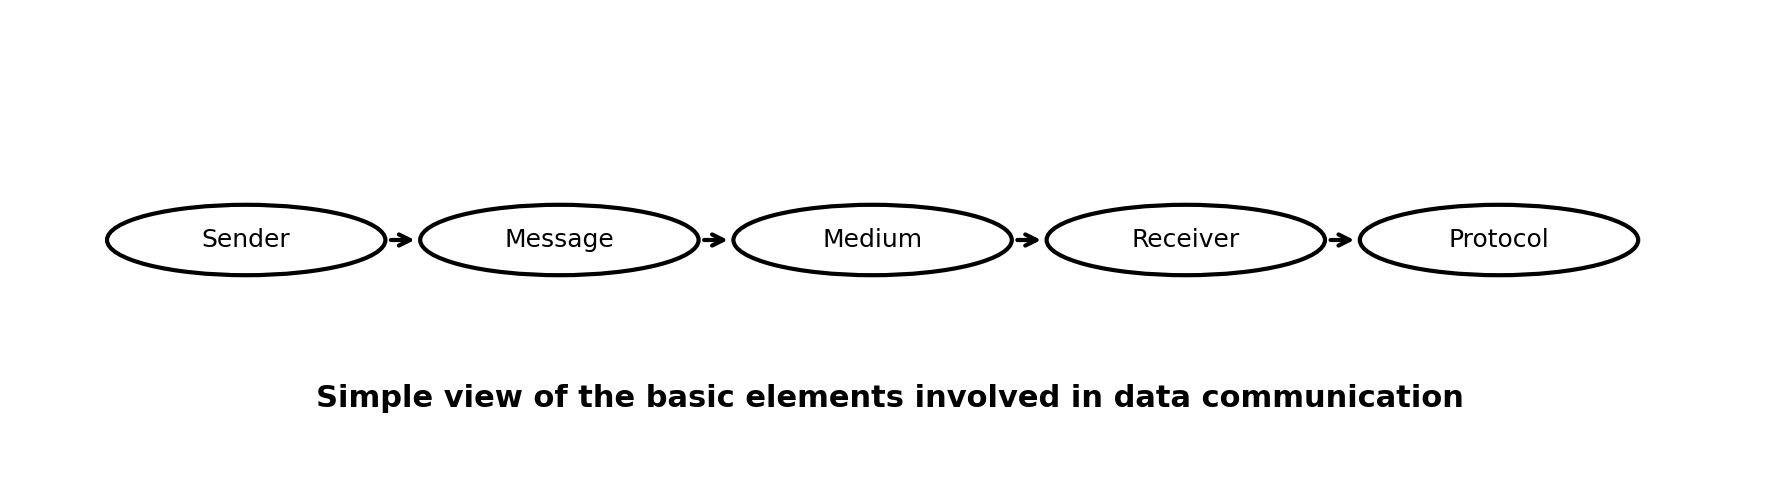 Sender Message Medium Receiver Protocol
Simple view of the basic elements involved in data communication